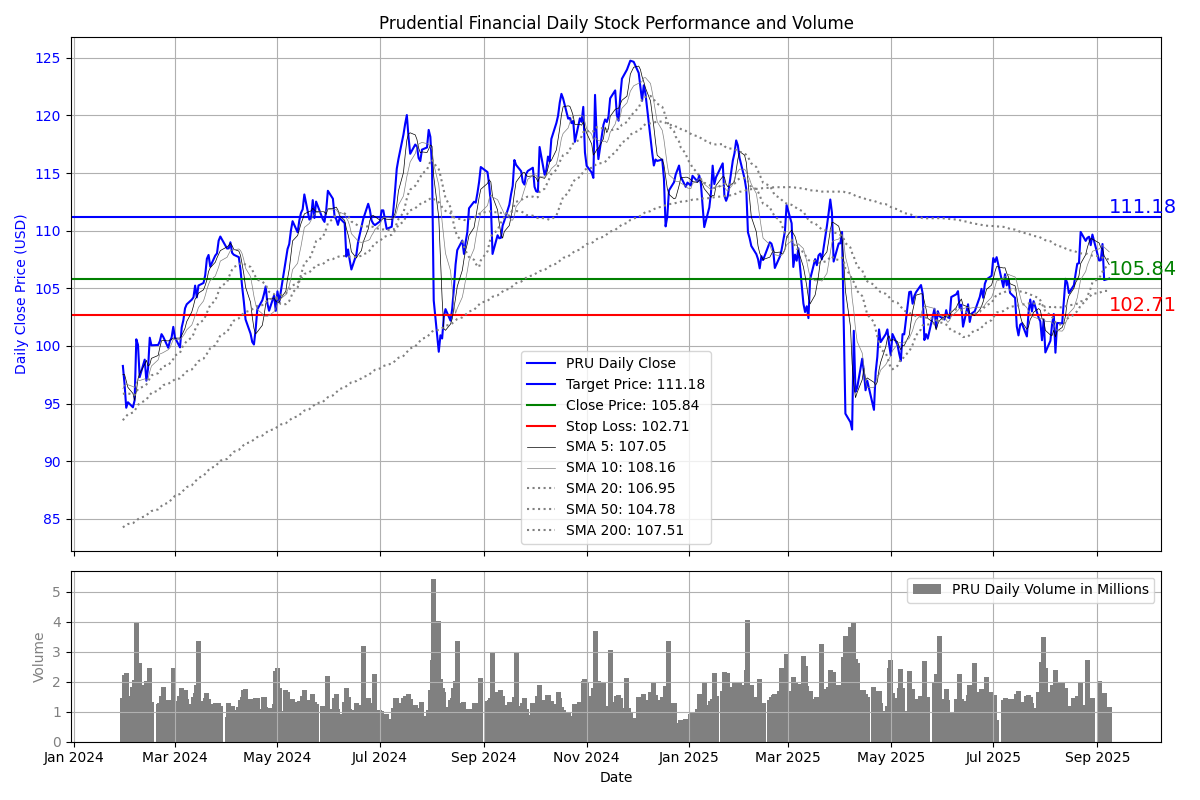 Prudential Financial Daily Stock Performance and Volume
Daily Close Price (USD)
125
120
115
110
105
100
95
90
85
111.18
105.84
102.71
PRU Daily Close
Target Price: 111.18
Close Price: 105.84
Stop Loss: 102.71
SMA 5: 107.05
SMA 10: 108.16
SMA 20: 106.95
SMA 50: 104.78
SMA 200: 107.51
Volume
5
4
3
2
1
0
PRU Daily Volume in Millions
Jan 2024 Mar 2024 May 2024 Jul 2024 Sep 2024 Nov 2024 Jan 2025 Mar 2025 May 2025 Jul 2025 Sep 2025
Date